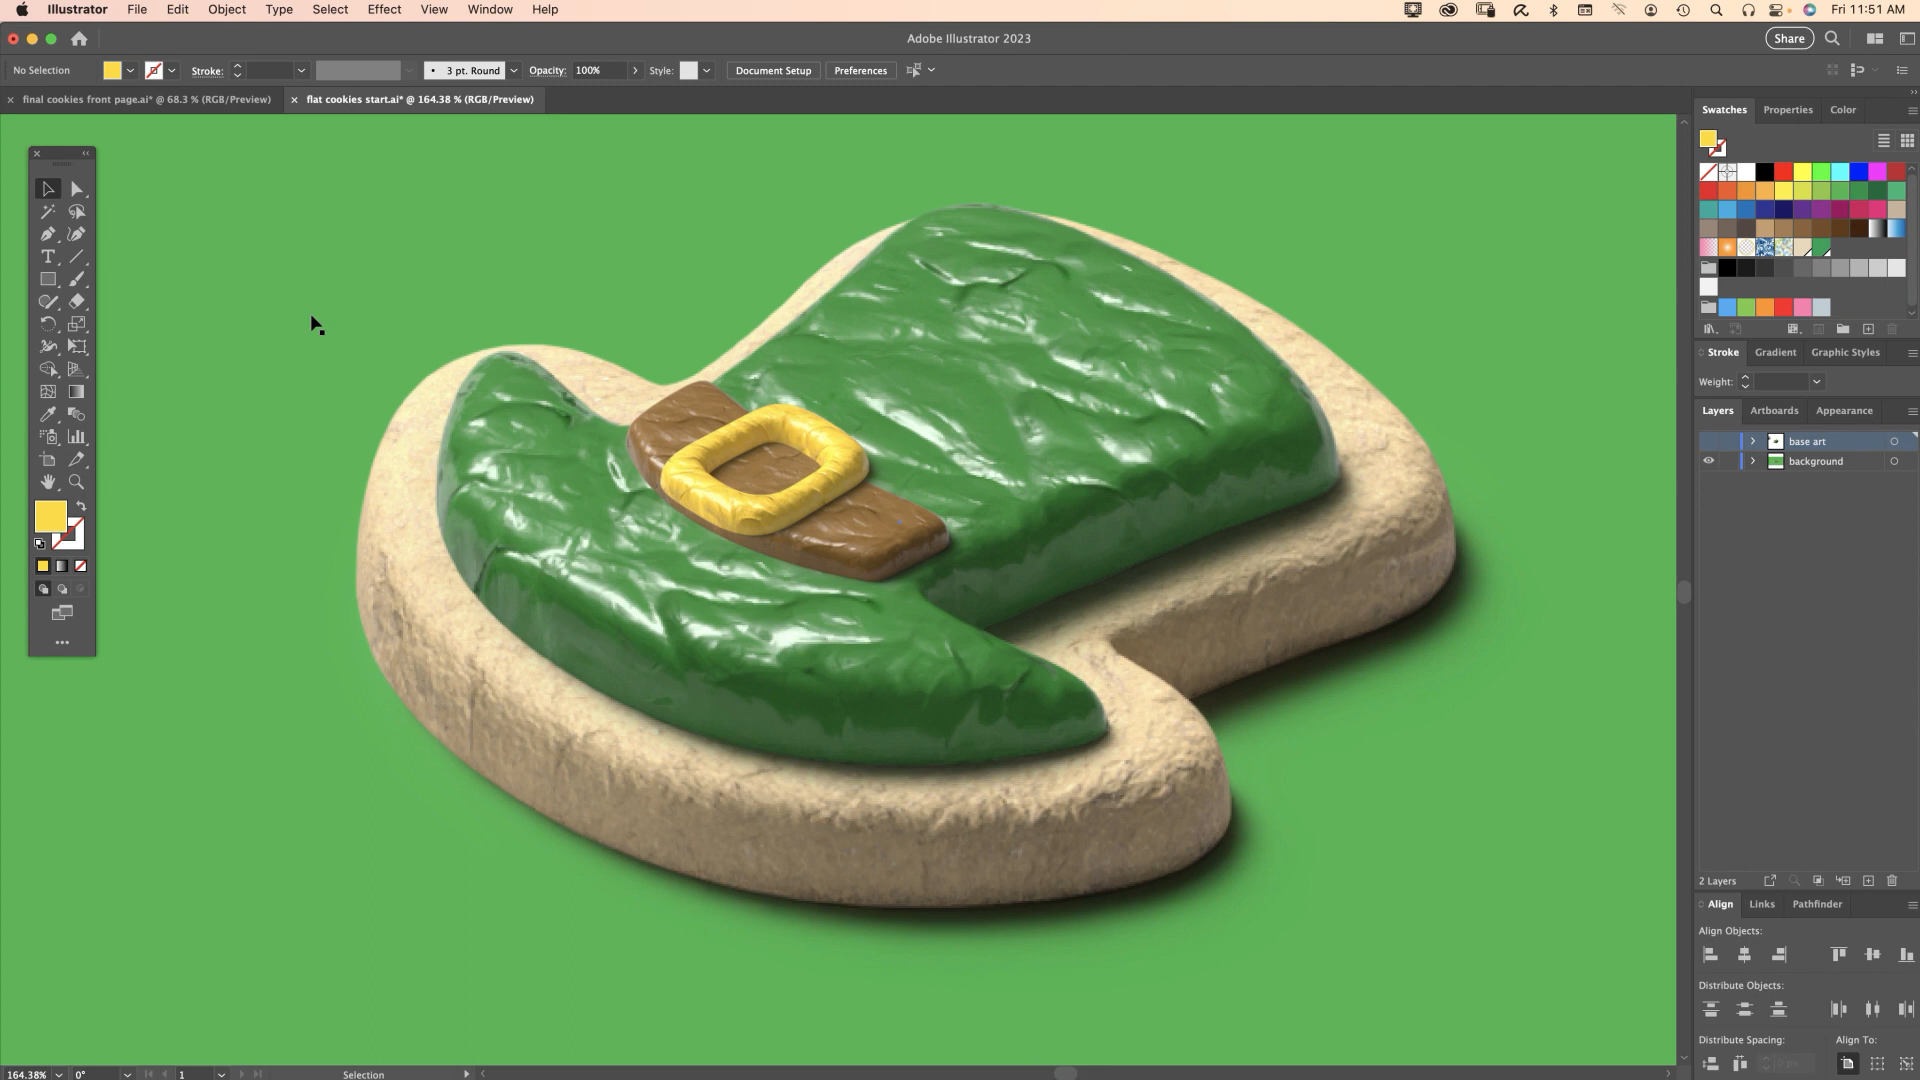 Illustrator File Edit Object Type Select Effect View Window Help Fri 11:51 AM
Adobe Illustrator 2023 Share
No Selection Stroke: 3 pt. Round Opacity: 100% Style: Document Setup Preferences
final cookies front page.ai* @ 68.3 % (RGB/Preview) flat cookies start.ai* @ 164.38 % (RGB/Preview)
Swatches Properties Color
Stroke Gradient Graphic Styles
Weight:
Layers Artboards Appearance
base art
background
2 Layers
Align Links Pathfinder
Align Objects:
Distribute Objects:
Distribute Spacing: Align To:
164.38% 0° 1 Selection